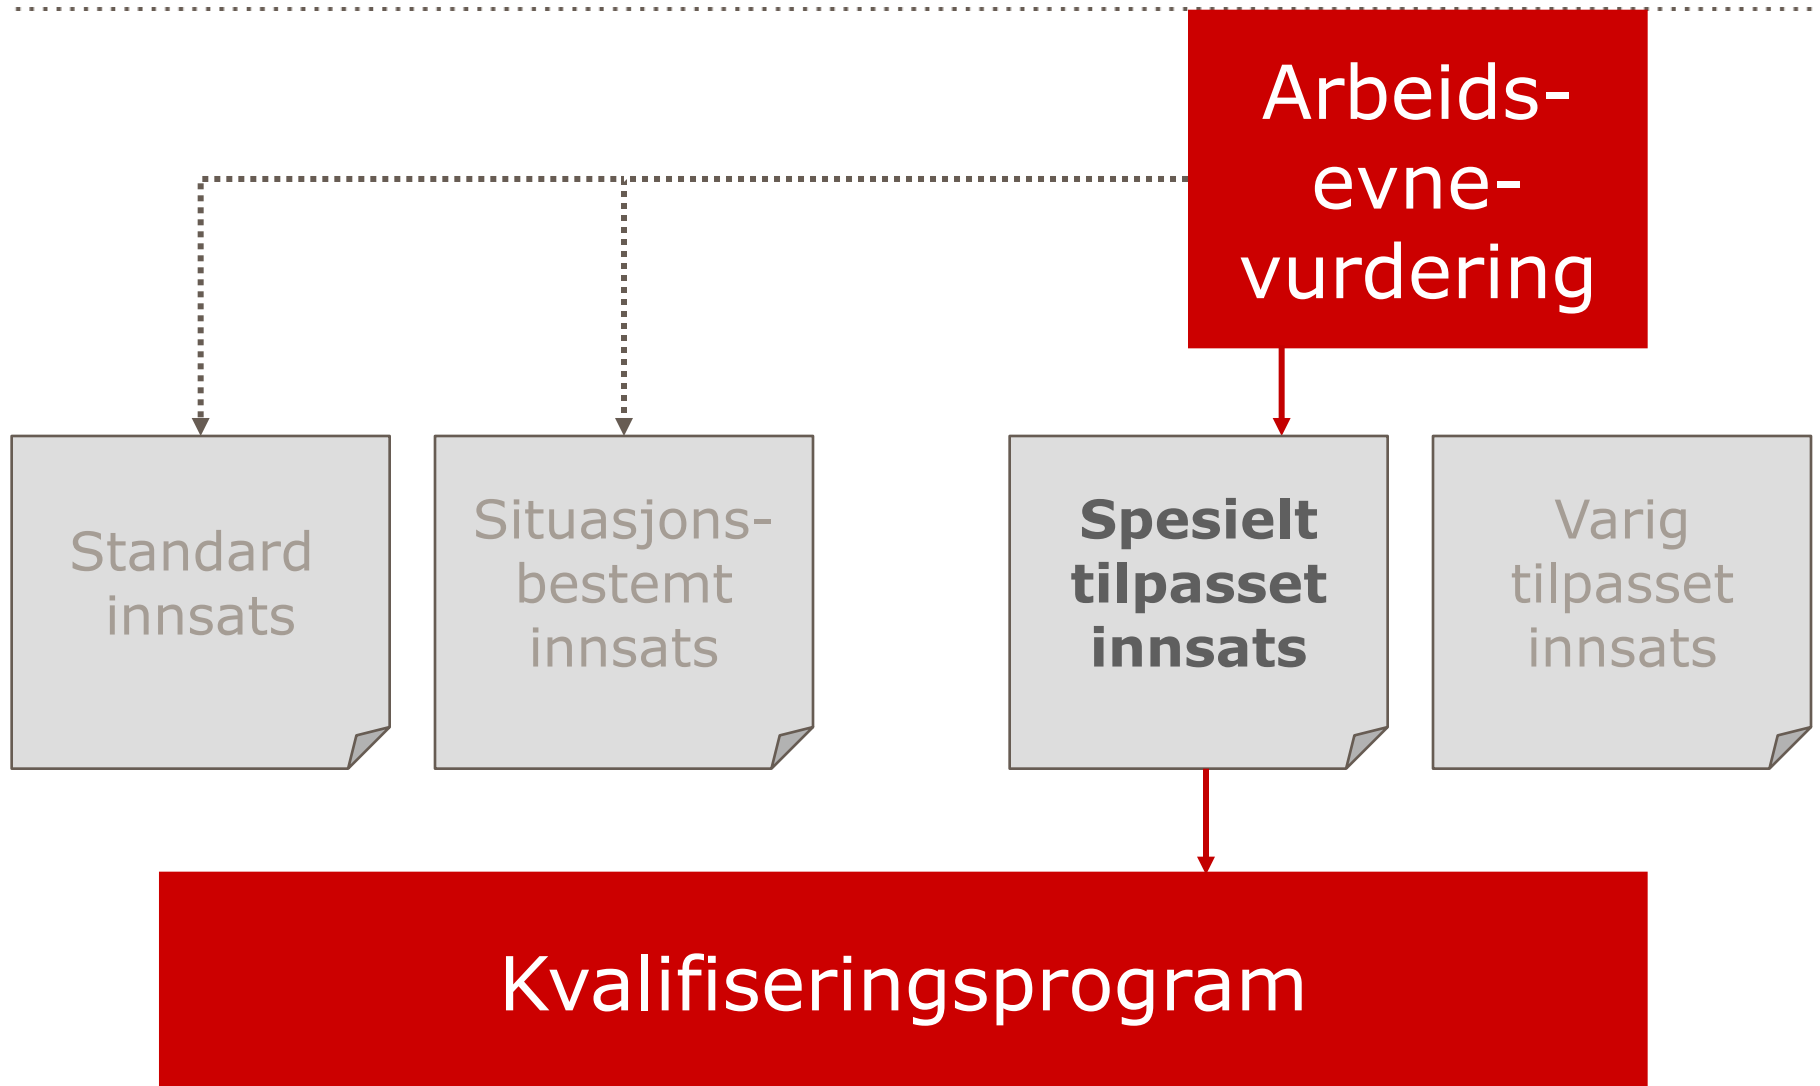 Arbeids-
evne-
vurdering
Standard
innsats
Situasjons-
bestemt
innsats
Spesielt
tilpasset
innsats
Varig
tilpasset
innsats
Kvalifiseringsprogram